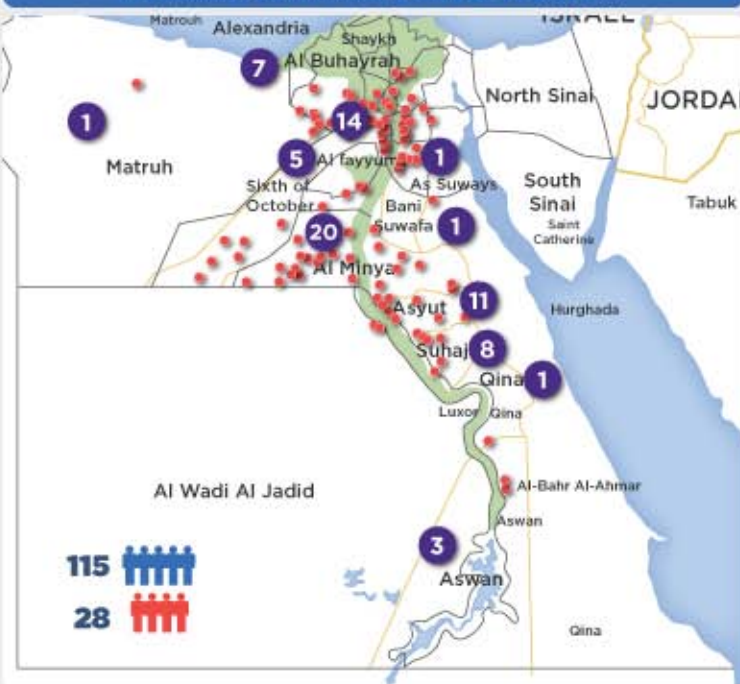 ISRAEL
Matrouh
Alexandria
Shaykh
Al Buhayrah
7
North Sinai
JORDA
1
14
Matruh
5
Al fayyum
1
As Suways
Sixth of
October
Bani
Suwafa
South
Sinai
Saint
Catherine
Tabuk
20
1
Al Minya
11
Asyut
Hurghada
Suhaj
8
Qina
1
Luxor
Qina
Al Wadi Al Jadid
Al-Bahr Al-Ahmar
Aswan
3
115
Aswan
28
Qina